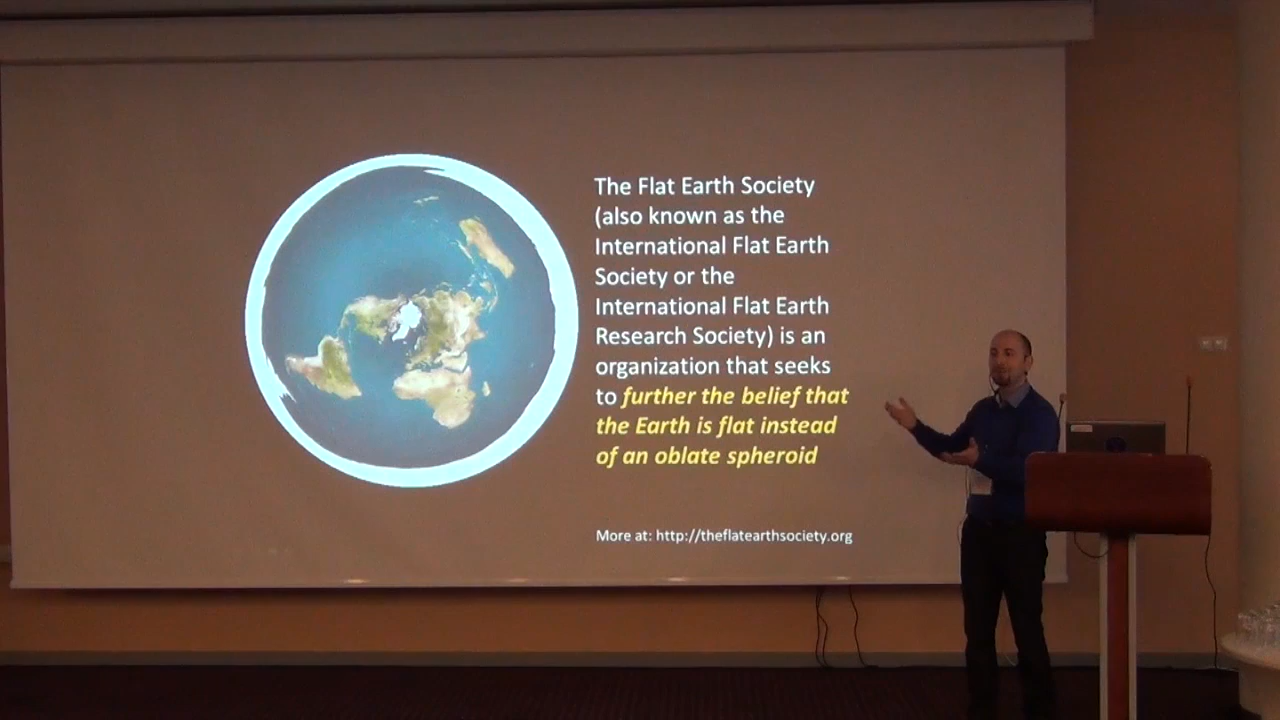 The Flat Earth Society
(also known as the
International Flat Earth
Society or the
International Flat Earth
Research Society) is an
organization that seeks
to further the belief that
the Earth is flat instead
of an oblate spheroid
More at: http://theflatearthsociety.org